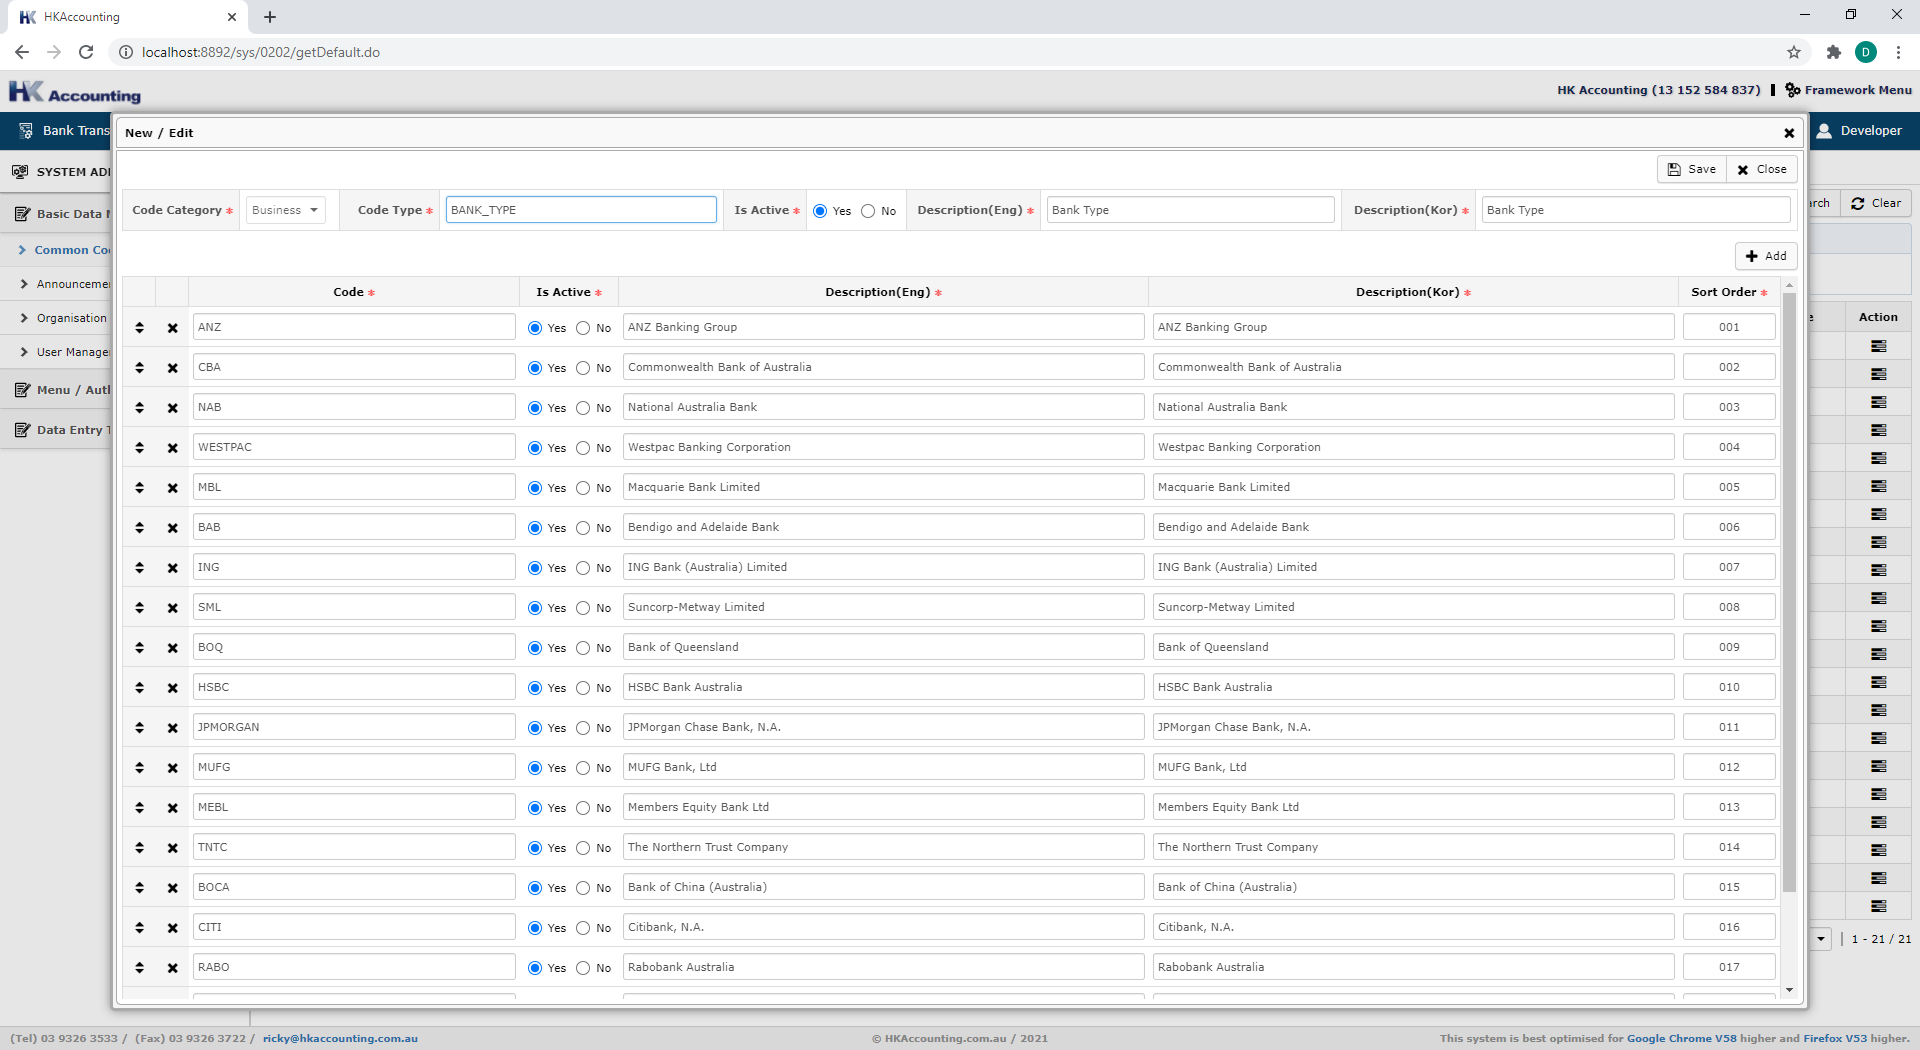 HKAccounting
localhost:8892/sys/0202/getDefault.do
D
HK Accounting
HK Accounting (13 152 584 837) | Framework Menu
Bank Trans
Developer
New / Edit
SYSTEM ADI
Save
Close
Code Category * Business Code Type * BANK_TYPE Is Active * Yes No Description(Eng) * Bank Type Description(Kor) * Bank Type
Basic Data
arch
Clear
Common Co
Add
Announceme
Organisation
User Manage
Menu / Aut
Data Entry
Action
Code * Is Active * Description(Eng) * Description(Kor) * Sort Order *
ANZ Yes No ANZ Banking Group ANZ Banking Group 001
CBA Yes No Commonwealth Bank of Australia Commonwealth Bank of Australia 002
NAB Yes No National Australia Bank National Australia Bank 003
WESTPAC Yes No Westpac Banking Corporation Westpac Banking Corporation 004
MBL Yes No Macquarie Bank Limited Macquarie Bank Limited 005
BAB Yes No Bendigo and Adelaide Bank Bendigo and Adelaide Bank 006
ING Yes No ING Bank (Australia) Limited ING Bank (Australia) Limited 007
SML Yes No Suncorp-Metway Limited Suncorp-Metway Limited 008
BOQ Yes No Bank of Queensland Bank of Queensland 009
HSBC Yes No HSBC Bank Australia HSBC Bank Australia 010
JPMORGAN Yes No JPMorgan Chase Bank, N.A. JPMorgan Chase Bank, N.A. 011
MUFG Yes No MUFG Bank, Ltd MUFG Bank, Ltd 012
MEBL Yes No Members Equity Bank Ltd Members Equity Bank Ltd 013
TNTC Yes No The Northern Trust Company The Northern Trust Company 014
BOCA Yes No Bank of China (Australia) Bank of China (Australia) 015
CITI Yes No Citibank, N.A. Citibank, N.A. 016
RABO Yes No Rabobank Australia Rabobank Australia 017
1 - 21 / 21
(Tel) 03 9326 3533 / (Fax) 03 9326 3722 / ricky@hkaccounting.com.au
© HKAccounting.com.au / 2021
This system is best optimised for Google Chrome V58 higher and Firefox V53 higher.